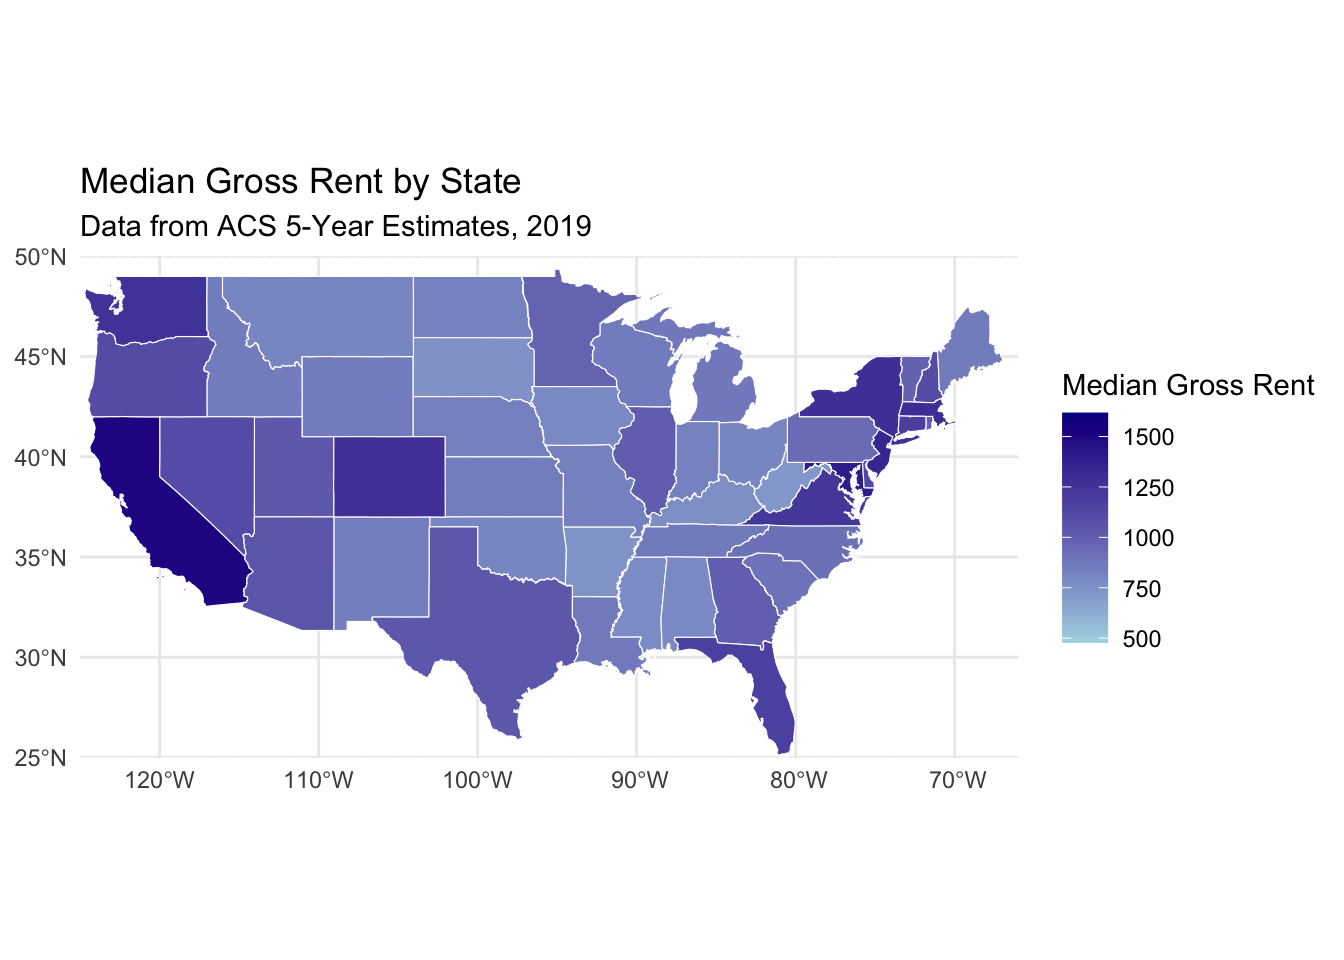 Median Gross Rent by State
Data from ACS 5-Year Estimates, 2019
50°N
45°N
40°N
35°N
30°N
25°N
120°W
110°W
100°W
90°W
80°W
70°W
Median Gross Rent
1500
1250
1000
750
500